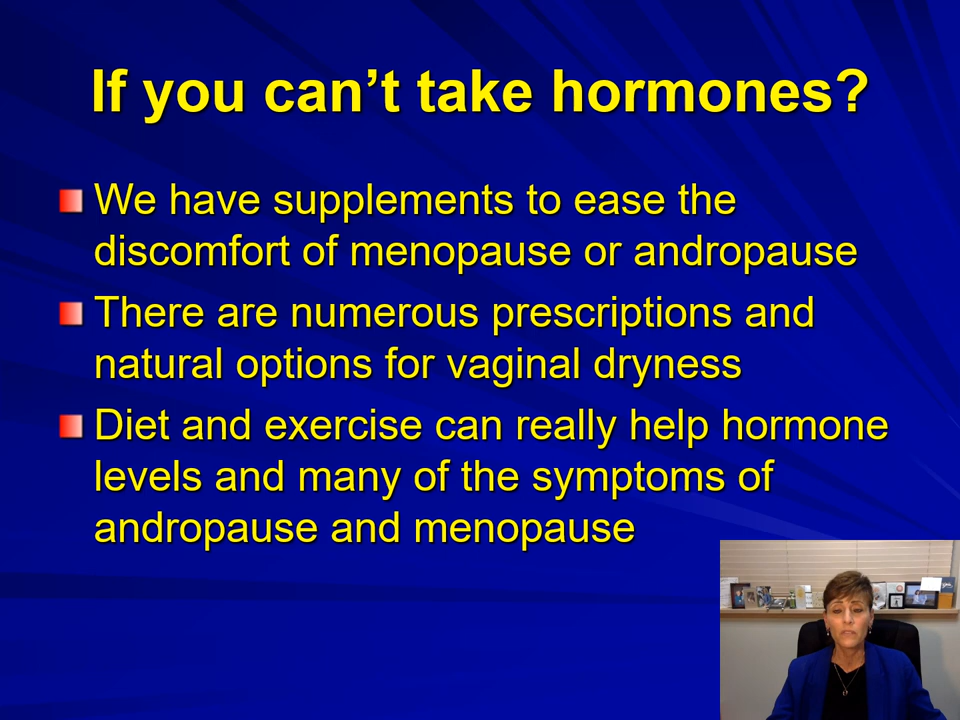 If you can’t take hormones?
We have supplements to ease the
discomfort of menopause or andropause
There are numerous prescriptions and
natural options for vaginal dryness
Diet and exercise can really help hormone
levels and many of the symptoms of
andropause and menopause